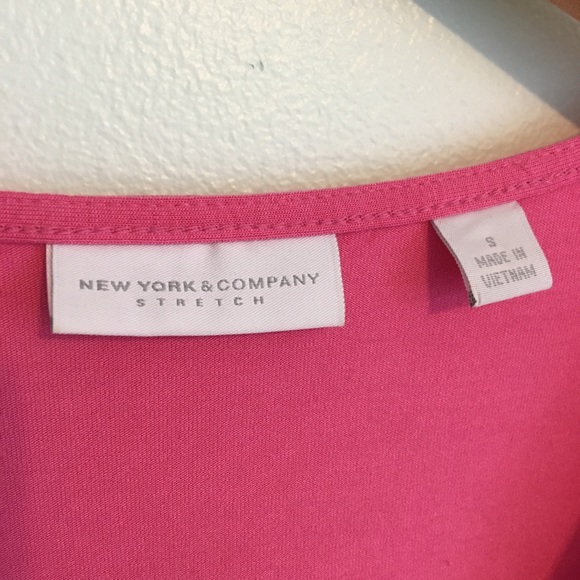 NEW YORK & COMPANY
STRETCH
S
MADE IN
VIETNAM